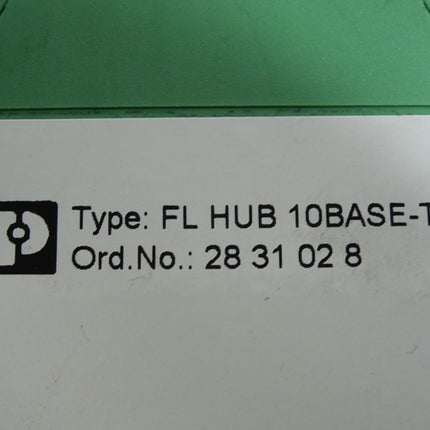 Type: FL HUB 10BASE-T
Ord.No.: 28 31 02 8